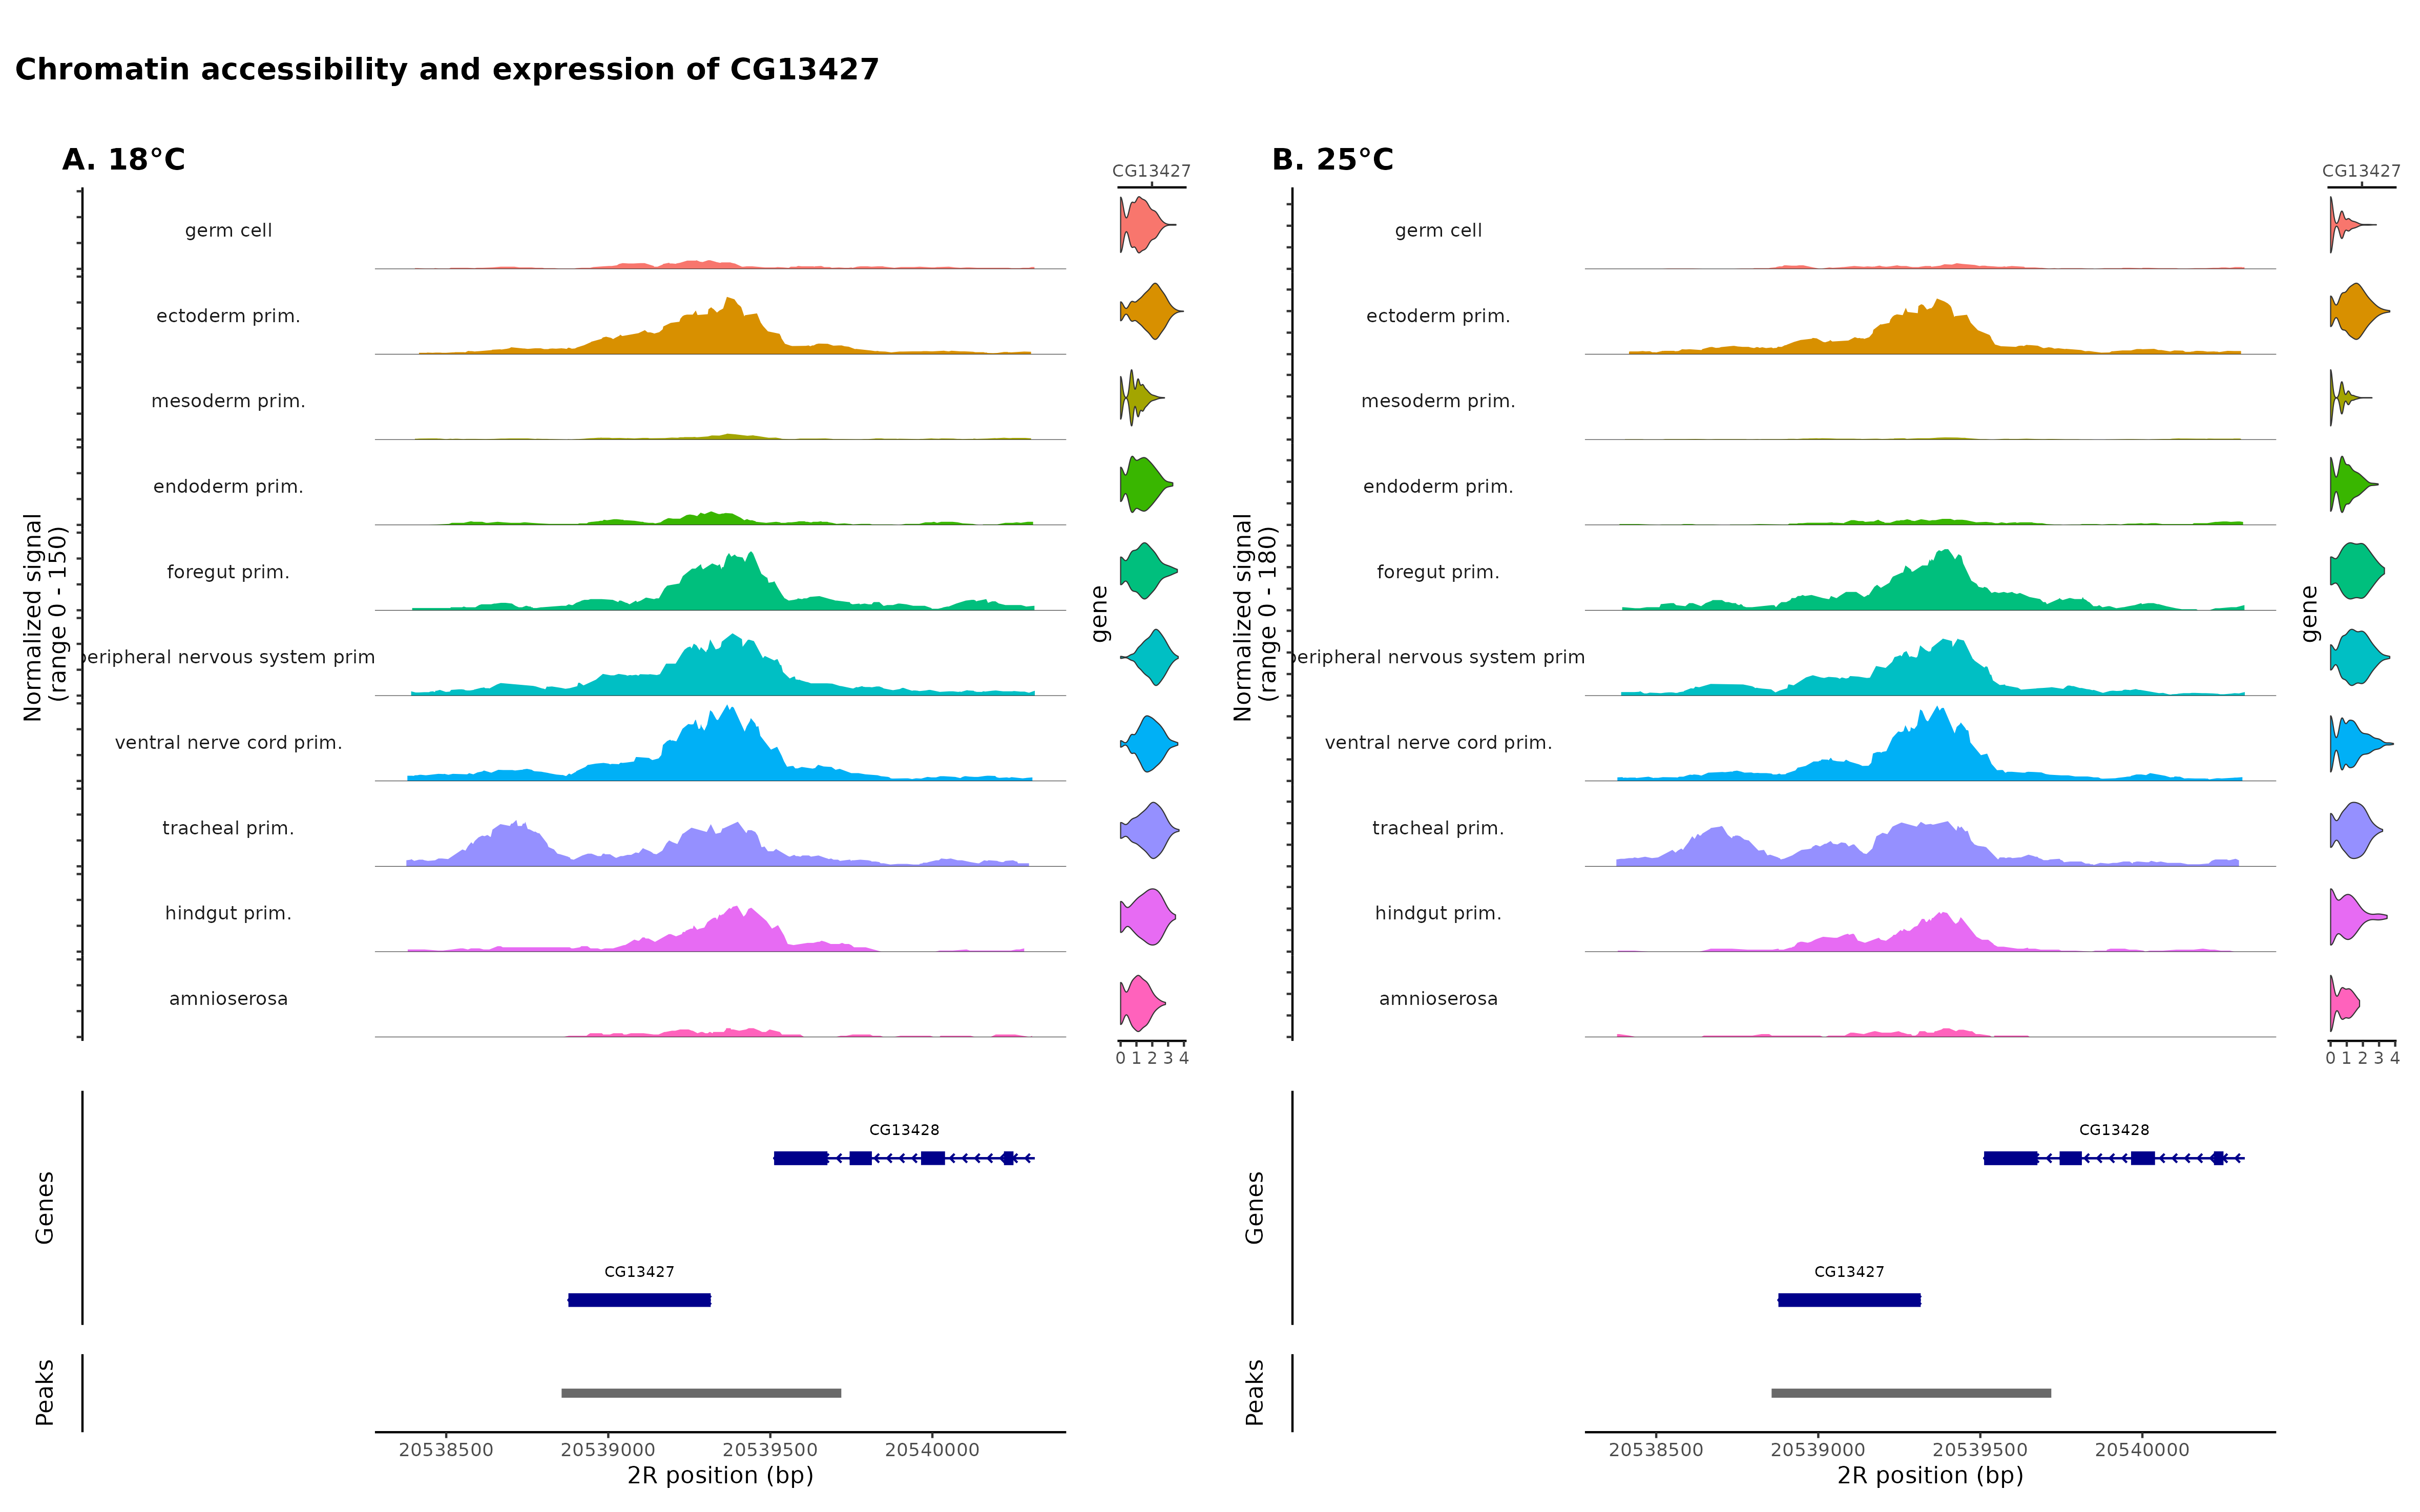 Chromatin accessibility and expression of CG13427
A. 18°C
CG13427
germ cell
ectoderm prim.
mesoderm prim.
endoderm prim.
foregut prim.
peripheral nervous system prim
ventral nerve cord prim.
tracheal prim.
hindgut prim.
amnioserosa
Normalized signal
(range 0 - 150)
gene
0 1 2 3 4
Genes
CG13428
CG13427
Peaks
20538500 20539000 20539500 20540000
2R position (bp)
B. 25°C
CG13427
germ cell
ectoderm prim.
mesoderm prim.
endoderm prim.
foregut prim.
peripheral nervous system prim
ventral nerve cord prim.
tracheal prim.
hindgut prim.
amnioserosa
Normalized signal
(range 0 - 180)
gene
0 1 2 3 4
Genes
CG13428
CG13427
Peaks
20538500 20539000 20539500 20540000
2R position (bp)